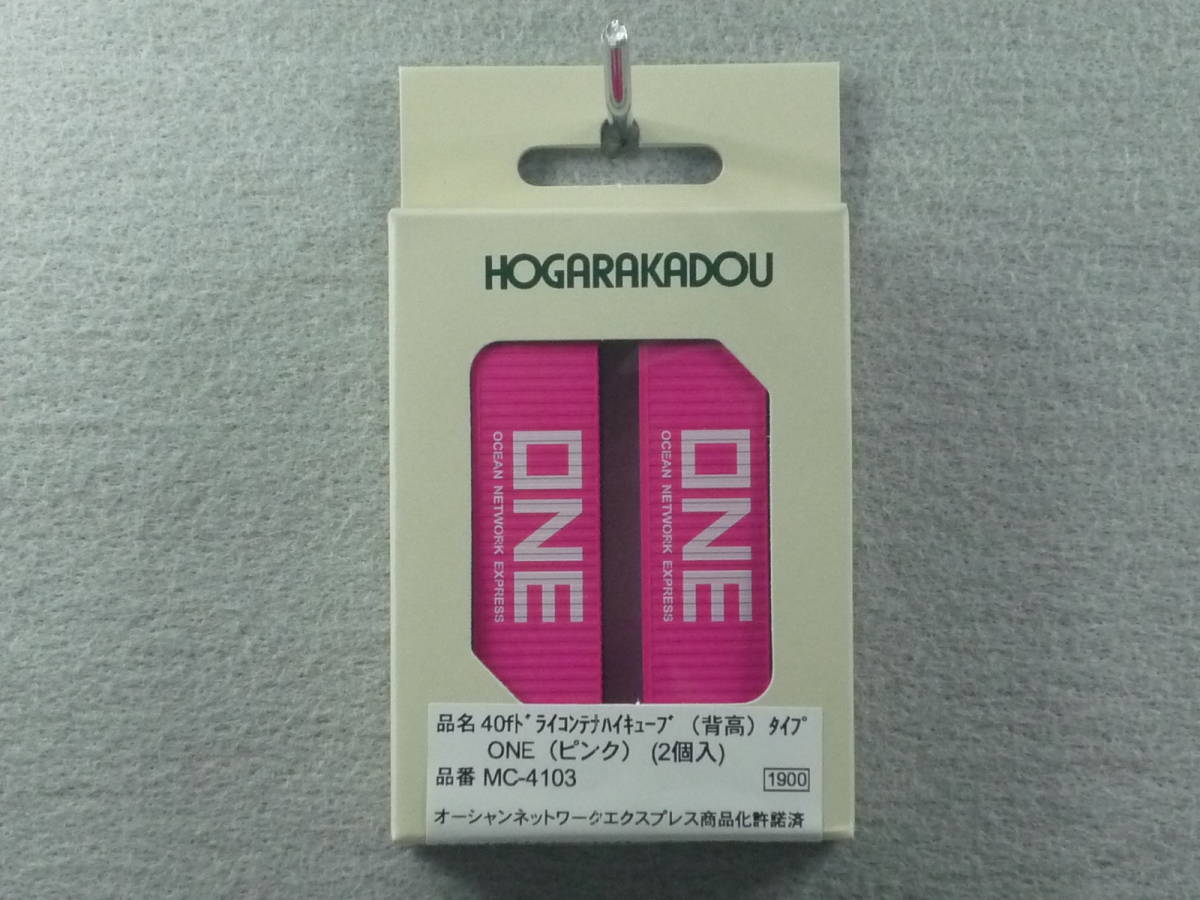 HOGARAKADOU
ONE
OCEAN NETWORK EXPRESS
ONE
OCEAN NETWORK EXPRESS
品名 40fﾄﾞﾗｲｺﾝﾃﾅﾊｲｷｭｰﾌﾞ（背高）ﾀｲﾌﾟ
ONE（ピンク） (2個入)
品番 MC-4103 1900
オーシャンネットワークエクスプレス商品化許諾済